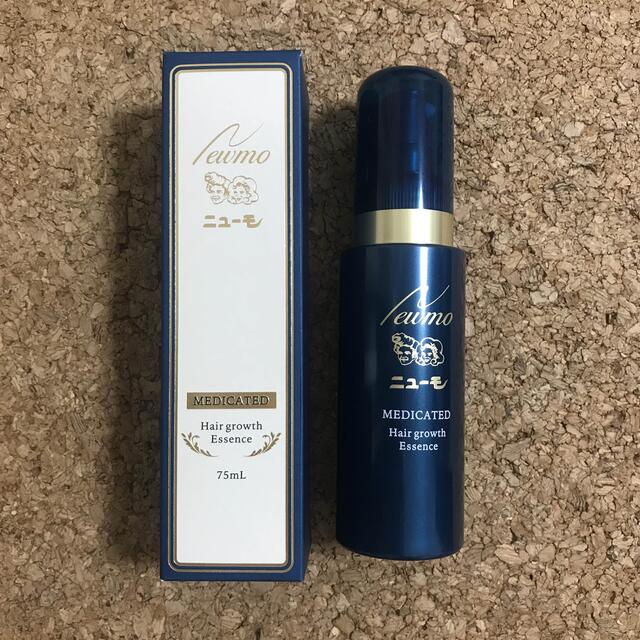 Newmo
ニューモ
MEDICATED
Hair growth
Essence
75mL
Newmo
ニューモ
MEDICATED
Hair growth
Essence